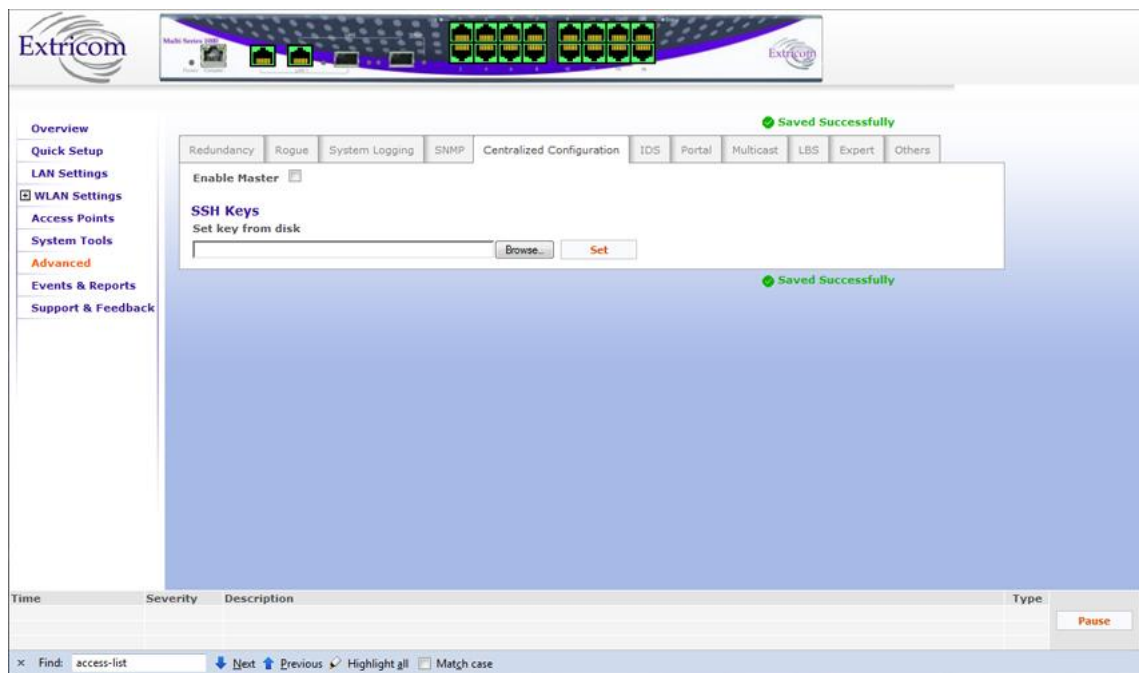 Extricom
Multi Series 1000
Extricom
Saved Successfully
Overview
Quick Setup
LAN Settings
WLAN Settings
Access Points
System Tools
Advanced
Events & Reports
Support & Feedback
Redundancy Rogue System Logging SNMP Centralized Configuration IDS Portal Multicast LBS Expert Others
Enable Master
SSH Keys
Set key from disk
Browse... Set
Saved Successfully
Time Severity Description Type
Pause
× Find: access-list Next Previous Highlight all Match case